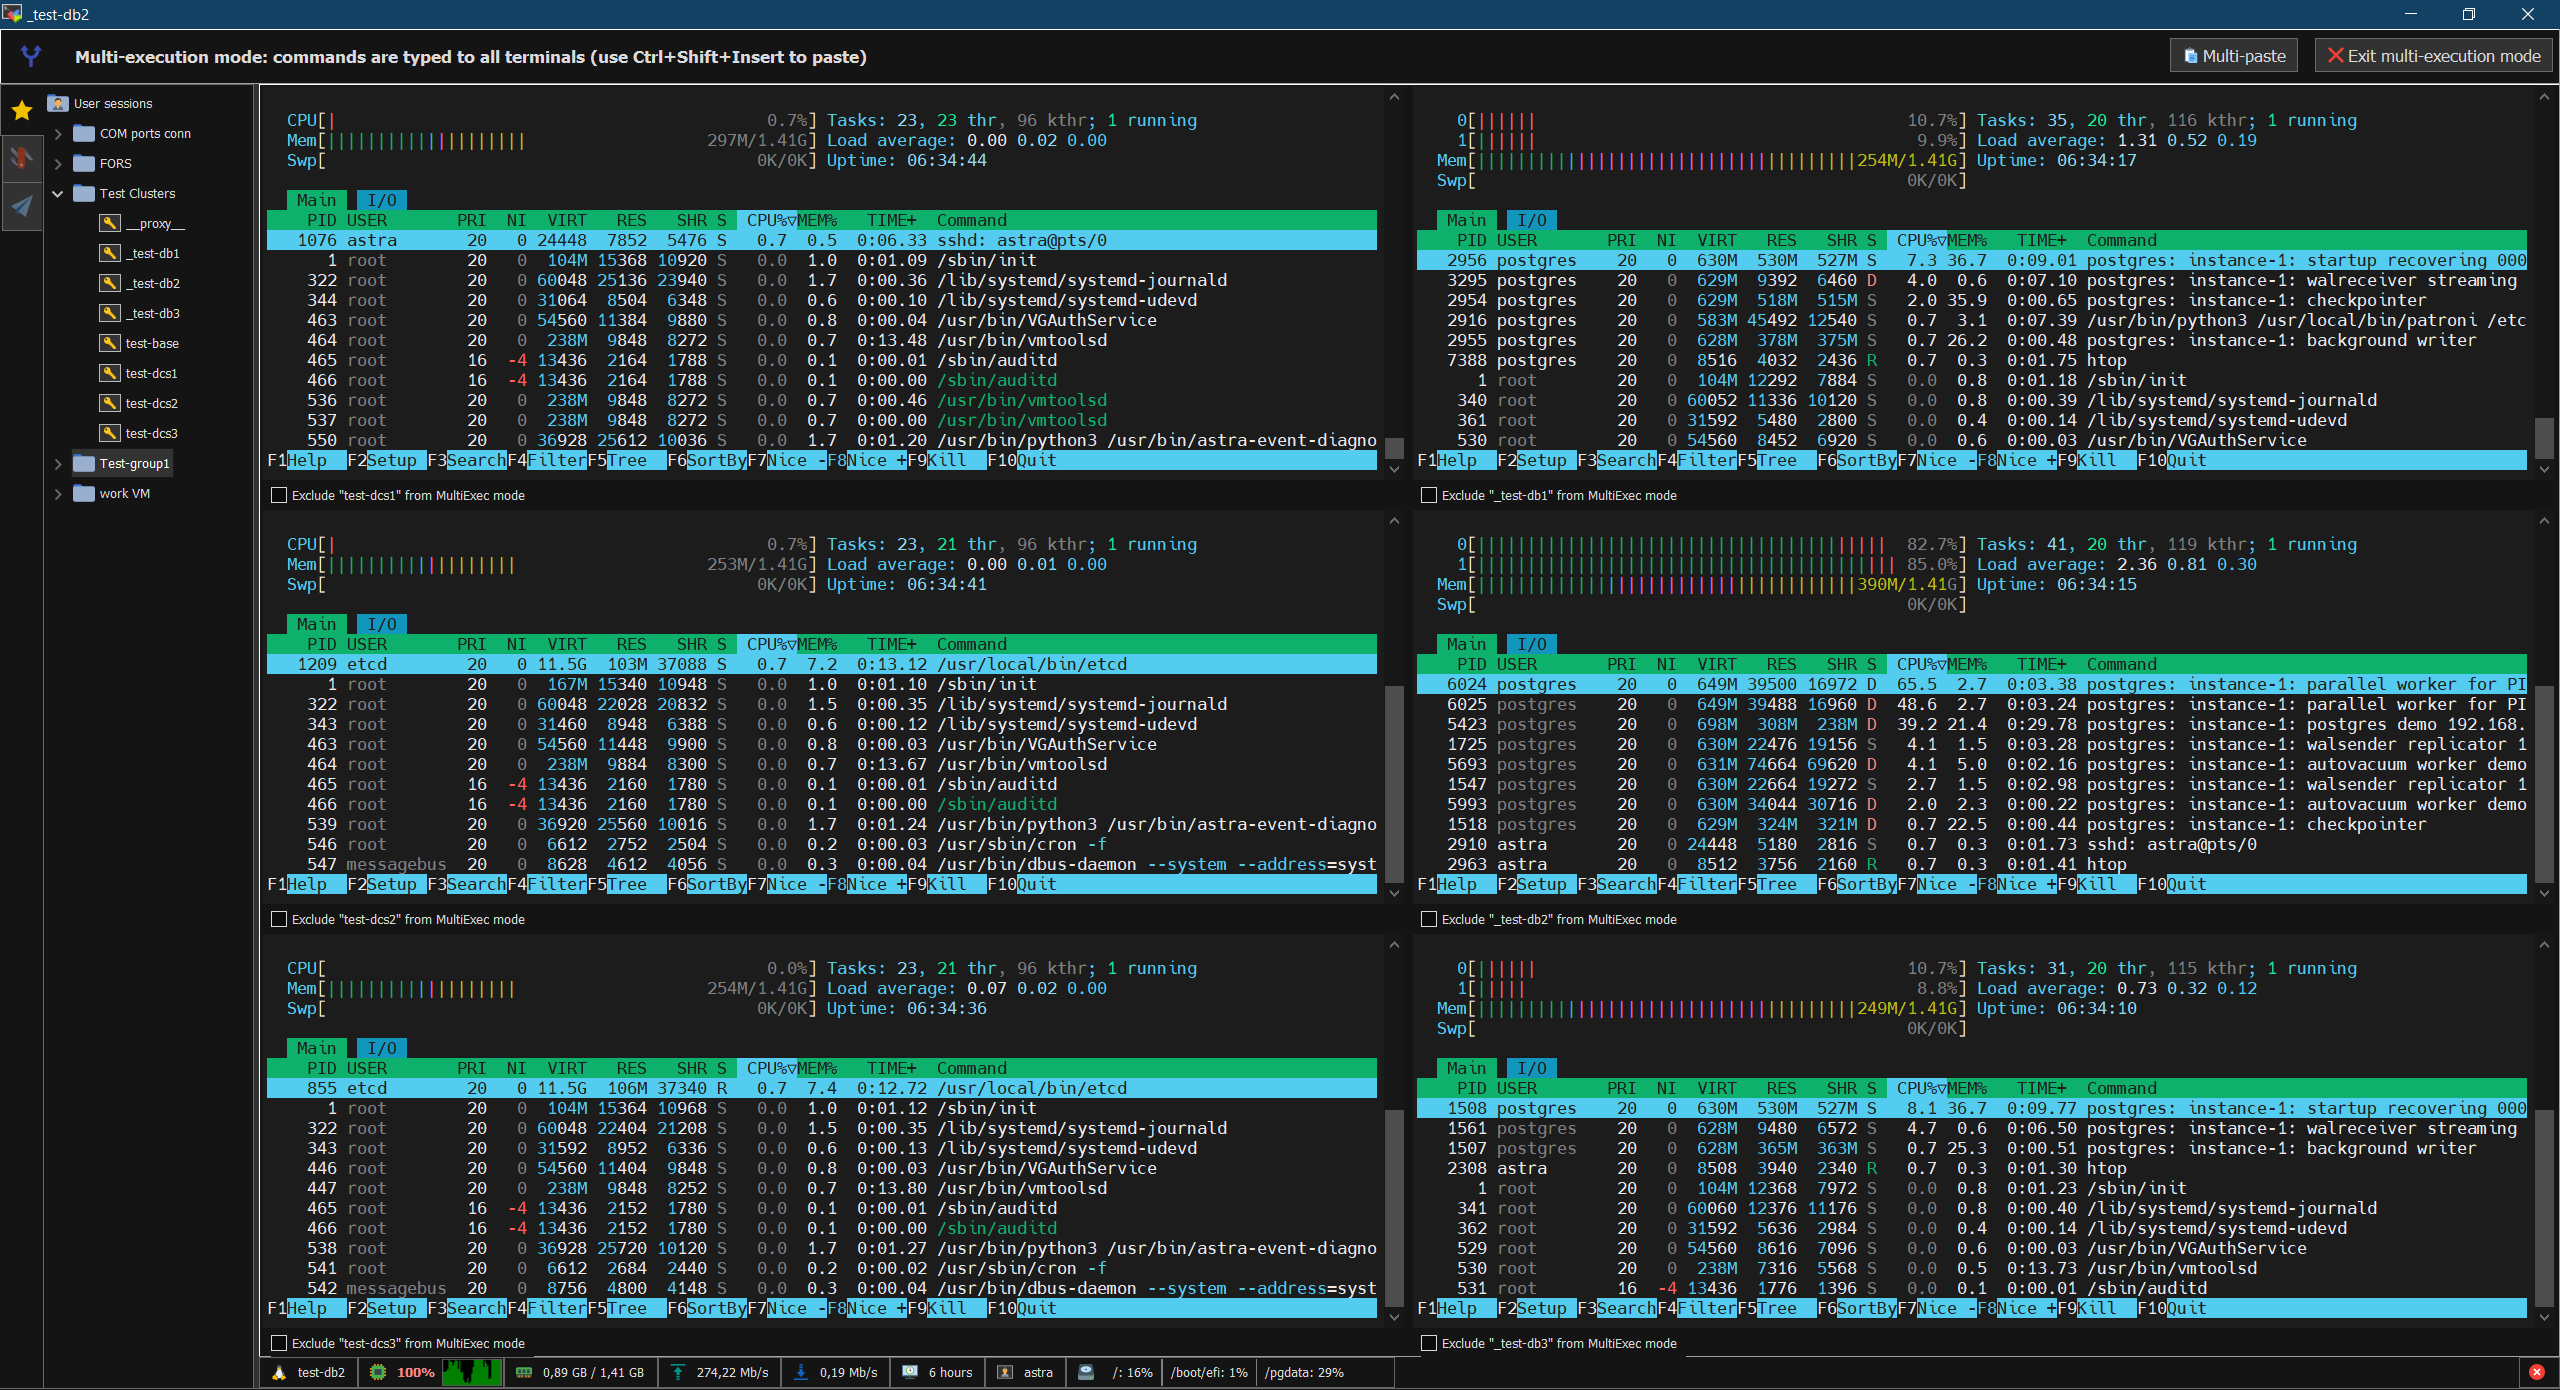 _test-db2
Multi-execution mode: commands are typed to all terminals (use Ctrl+Shift+Insert to paste)
Multi-paste
Exit multi-execution mode
User sessions
COM ports conn
FORS
Test Clusters
__proxy__
_test-db1
_test-db2
_test-db3
test-base
test-dcs1
test-dcs2
test-dcs3
Test-group1
work VM
CPU[| 0.7%] Tasks: 23, 23 thr, 96 kthr; 1 running
Mem[|||||||||||||||||||| 297M/1.41G] Load average: 0.00 0.02 0.00
Swp[ 0K/0K] Uptime: 06:34:44
Main I/O
PID USER PRI NI VIRT RES SHR S CPU%▽MEM% TIME+ Command
1076 astra 20 0 24448 7852 5476 S 0.7 0.5 0:06.33 sshd: astra@pts/0
1 root 20 0 104M 15368 10920 S 0.0 1.0 0:01.09 /sbin/init
322 root 20 0 60048 25136 23940 S 0.0 1.7 0:00.36 /lib/systemd/systemd-journald
344 root 20 0 31064 8504 6348 S 0.0 0.6 0:00.10 /lib/systemd/systemd-udevd
463 root 20 0 54560 11384 9880 S 0.0 0.8 0:00.04 /usr/bin/VGAuthService
464 root 20 0 238M 9848 8272 S 0.0 0.7 0:13.48 /usr/bin/vmtoolsd
465 root 16 -4 13436 2164 1788 S 0.0 0.1 0:00.01 /sbin/auditd
466 root 16 -4 13436 2164 1788 S 0.0 0.1 0:00.00 /sbin/auditd
536 root 20 0 238M 9848 8272 S 0.0 0.7 0:00.46 /usr/bin/vmtoolsd
537 root 20 0 238M 9848 8272 S 0.0 0.7 0:00.00 /usr/bin/vmtoolsd
550 root 20 0 36928 25612 10036 S 0.0 1.7 0:01.20 /usr/bin/python3 /usr/bin/astra-event-diagno
F1Help F2Setup F3SearchF4FilterF5Tree F6SortByF7Nice -F8Nice +F9Kill F10Quit
Exclude "test-dcs1" from MultiExec mode
0[|||||| 10.7%] Tasks: 35, 20 thr, 116 kthr; 1 running
1[|||||| 9.9%] Load average: 1.31 0.52 0.19
Mem[||||||||||||||||||||||||||||||||||||||254M/1.41G] Uptime: 06:34:17
Swp[ 0K/0K]
Main I/O
PID USER PRI NI VIRT RES SHR S CPU%▽MEM% TIME+ Command
2956 postgres 20 0 630M 530M 527M S 7.3 36.7 0:09.01 postgres: instance-1: startup recovering 000
3295 postgres 20 0 629M 9392 6460 D 4.0 0.6 0:07.10 postgres: instance-1: walreceiver streaming
2954 postgres 20 0 629M 518M 515M S 2.0 35.9 0:00.65 postgres: instance-1: checkpointer
2916 postgres 20 0 583M 45492 12540 S 0.7 3.1 0:07.39 /usr/bin/python3 /usr/local/bin/patroni /etc
2955 postgres 20 0 628M 378M 375M S 0.7 26.2 0:00.48 postgres: instance-1: background writer
7388 postgres 20 0 8516 4032 2436 R 0.7 0.3 0:01.75 htop
1 root 20 0 104M 12292 7884 S 0.0 0.8 0:01.18 /sbin/init
340 root 20 0 60052 11336 10120 S 0.0 0.8 0:00.39 /lib/systemd/systemd-journald
361 root 20 0 31592 5480 2800 S 0.0 0.4 0:00.14 /lib/systemd/systemd-udevd
530 root 20 0 54560 8452 6920 S 0.0 0.6 0:00.03 /usr/bin/VGAuthService
F1Help F2Setup F3SearchF4FilterF5Tree F6SortByF7Nice -F8Nice +F9Kill F10Quit
Exclude "_test-db1" from MultiExec mode
CPU[| 0.7%] Tasks: 23, 21 thr, 96 kthr; 1 running
Mem[||||||||||||||||||| 253M/1.41G] Load average: 0.00 0.01 0.00
Swp[ 0K/0K] Uptime: 06:34:41
Main I/O
PID USER PRI NI VIRT RES SHR S CPU%▽MEM% TIME+ Command
1209 etcd 20 0 11.5G 103M 37088 S 0.7 7.2 0:13.12 /usr/local/bin/etcd
1 root 20 0 167M 15340 10948 S 0.0 1.0 0:01.10 /sbin/init
322 root 20 0 60048 22028 20832 S 0.0 1.5 0:00.35 /lib/systemd/systemd-journald
343 root 20 0 31460 8948 6388 S 0.0 0.6 0:00.12 /lib/systemd/systemd-udevd
463 root 20 0 54560 11448 9900 S 0.0 0.8 0:00.03 /usr/bin/VGAuthService
464 root 20 0 238M 9884 8300 S 0.0 0.7 0:13.67 /usr/bin/vmtoolsd
465 root 16 -4 13436 2160 1780 S 0.0 0.1 0:00.01 /sbin/auditd
466 root 16 -4 13436 2160 1780 S 0.0 0.1 0:00.00 /sbin/auditd
539 root 20 0 36920 25560 10016 S 0.0 1.7 0:01.24 /usr/bin/python3 /usr/bin/astra-event-diagno
546 root 20 0 6612 2752 2504 S 0.0 0.2 0:00.03 /usr/sbin/cron -f
547 messagebus 20 0 8628 4612 4056 S 0.0 0.3 0:00.04 /usr/bin/dbus-daemon --system --address=syst
F1Help F2Setup F3SearchF4FilterF5Tree F6SortByF7Nice -F8Nice +F9Kill F10Quit
Exclude "test-dcs2" from MultiExec mode
0[||||||||||||||||||||||||||||||||||||||||| 82.7%] Tasks: 41, 20 thr, 119 kthr; 1 running
1[|||||||||||||||||||||||||||||||||||||||||| 85.0%] Load average: 2.36 0.81 0.30
Mem[||||||||||||||||||||||||||||||||||||||390M/1.41G] Uptime: 06:34:15
Swp[ 0K/0K]
Main I/O
PID USER PRI NI VIRT RES SHR S CPU%▽MEM% TIME+ Command
6024 postgres 20 0 649M 39500 16972 D 65.5 2.7 0:03.38 postgres: instance-1: parallel worker for PI
6025 postgres 20 0 649M 39488 16960 D 48.6 2.7 0:03.24 postgres: instance-1: parallel worker for PI
5423 postgres 20 0 698M 308M 238M D 39.2 21.4 0:29.78 postgres: instance-1: postgres demo 192.168.
1725 postgres 20 0 630M 22476 19156 S 4.1 1.5 0:03.28 postgres: instance-1: walsender replicator 1
5693 postgres 20 0 631M 74664 69620 D 4.1 5.0 0:02.16 postgres: instance-1: autovacuum worker demo
1547 postgres 20 0 630M 22664 19272 S 2.7 1.5 0:02.98 postgres: instance-1: walsender replicator 1
5993 postgres 20 0 630M 34044 30716 D 2.0 2.3 0:00.22 postgres: instance-1: autovacuum worker demo
1518 postgres 20 0 629M 324M 321M D 0.7 22.5 0:00.44 postgres: instance-1: checkpointer
2910 astra 20 0 24448 5180 2816 S 0.7 0.3 0:01.73 sshd: astra@pts/0
2963 astra 20 0 8512 3756 2160 R 0.7 0.3 0:01.41 htop
F1Help F2Setup F3SearchF4FilterF5Tree F6SortByF7Nice -F8Nice +F9Kill F10Quit
Exclude "_test-db2" from MultiExec mode
CPU[ 0.0%] Tasks: 23, 21 thr, 96 kthr; 1 running
Mem[||||||||||||||||||| 254M/1.41G] Load average: 0.07 0.02 0.00
Swp[ 0K/0K] Uptime: 06:34:36
Main I/O
PID USER PRI NI VIRT RES SHR S CPU%▽MEM% TIME+ Command
855 etcd 20 0 11.5G 106M 37340 R 0.7 7.4 0:12.72 /usr/local/bin/etcd
1 root 20 0 104M 15364 10968 S 0.0 1.0 0:01.12 /sbin/init
322 root 20 0 60048 22404 21208 S 0.0 1.5 0:00.35 /lib/systemd/systemd-journald
343 root 20 0 31592 8952 6336 S 0.0 0.6 0:00.13 /lib/systemd/systemd-udevd
446 root 20 0 54560 11404 9848 S 0.0 0.8 0:00.03 /usr/bin/VGAuthService
447 root 20 0 238M 9848 8252 S 0.0 0.7 0:13.80 /usr/bin/vmtoolsd
465 root 16 -4 13436 2152 1780 S 0.0 0.1 0:00.01 /sbin/auditd
466 root 16 -4 13436 2152 1780 S 0.0 0.1 0:00.00 /sbin/auditd
538 root 20 0 36928 25720 10120 S 0.0 1.7 0:01.27 /usr/bin/python3 /usr/bin/astra-event-diagno
541 root 20 0 6612 2684 2440 S 0.0 0.2 0:00.02 /usr/sbin/cron -f
542 messagebus 20 0 8756 4800 4148 S 0.0 0.3 0:00.04 /usr/bin/dbus-daemon --system --address=syst
F1Help F2Setup F3SearchF4FilterF5Tree F6SortByF7Nice -F8Nice +F9Kill F10Quit
Exclude "test-dcs3" from MultiExec mode
0[|||||| 10.7%] Tasks: 31, 20 thr, 115 kthr; 1 running
1[||||| 8.8%] Load average: 0.73 0.32 0.12
Mem[||||||||||||||||||||||||||||||||||||||249M/1.41G] Uptime: 06:34:10
Swp[ 0K/0K]
Main I/O
PID USER PRI NI VIRT RES SHR S CPU%▽MEM% TIME+ Command
1508 postgres 20 0 630M 530M 527M S 8.1 36.7 0:09.77 postgres: instance-1: startup recovering 000
1561 postgres 20 0 628M 9480 6572 S 4.7 0.6 0:06.50 postgres: instance-1: walreceiver streaming
1507 postgres 20 0 628M 365M 363M S 0.7 25.3 0:00.51 postgres: instance-1: background writer
2308 astra 20 0 8508 3940 2340 R 0.7 0.3 0:01.30 htop
1 root 20 0 104M 12368 7972 S 0.0 0.8 0:01.23 /sbin/init
341 root 20 0 60060 12376 11176 S 0.0 0.8 0:00.40 /lib/systemd/systemd-journald
362 root 20 0 31592 5636 2984 S 0.0 0.4 0:00.14 /lib/systemd/systemd-udevd
529 root 20 0 54560 8616 7096 S 0.0 0.6 0:00.03 /usr/bin/VGAuthService
530 root 20 0 238M 7316 5568 S 0.0 0.5 0:13.73 /usr/bin/vmtoolsd
531 root 16 -4 13436 1776 1396 S 0.0 0.1 0:00.01 /sbin/auditd
F1Help F2Setup F3SearchF4FilterF5Tree F6SortByF7Nice -F8Nice +F9Kill F10Quit
Exclude "_test-db3" from MultiExec mode
test-db2 100% 0,89 GB / 1,41 GB 274,22 Mb/s 0,19 Mb/s 6 hours astra /: 16% /boot/efi: 1% /pgdata: 29%